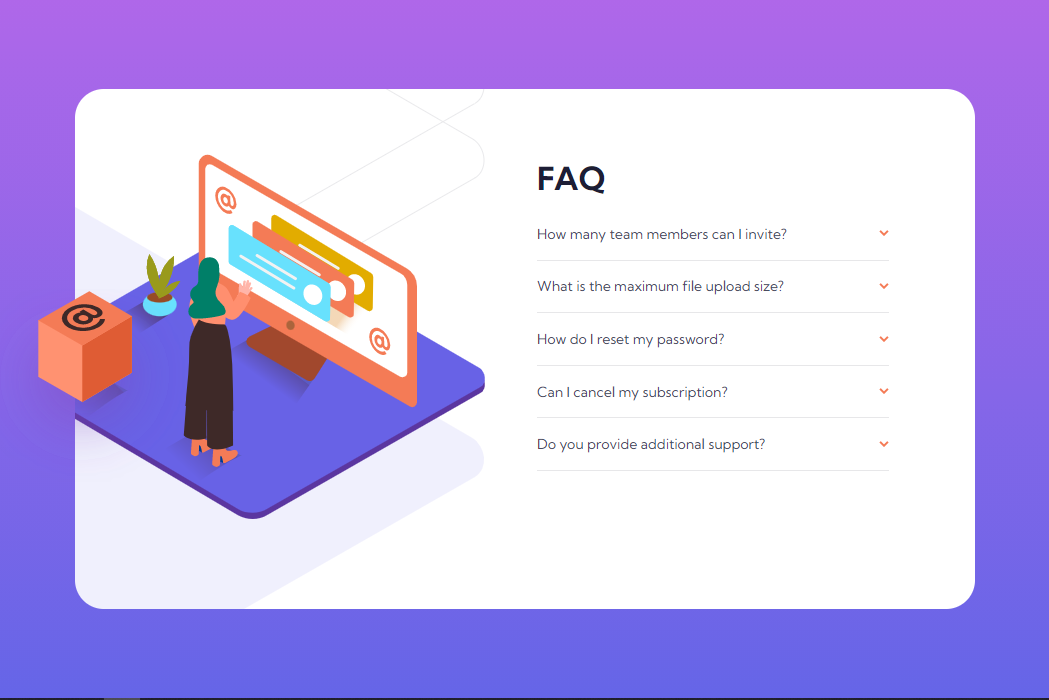 FAQ
How many team members can I invite?
What is the maximum file upload size?
How do I reset my password?
Can I cancel my subscription?
Do you provide additional support?
@
@
@